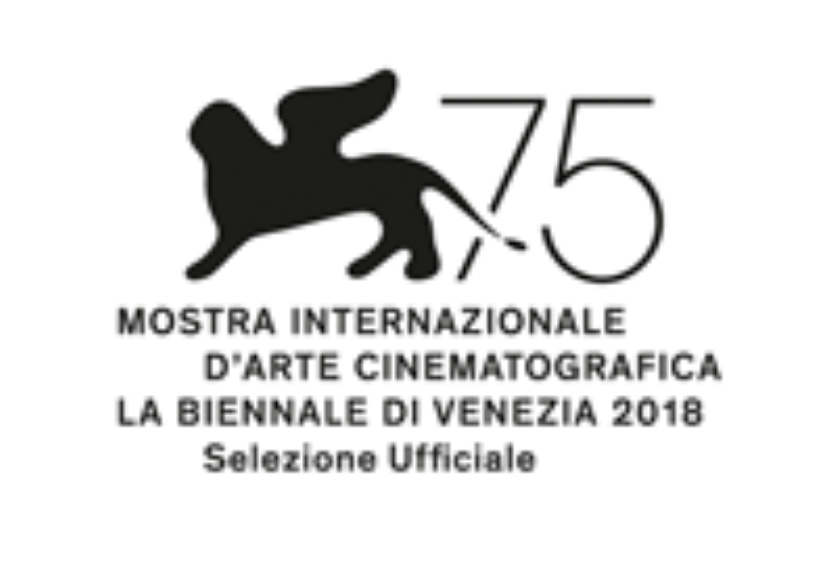 75
MOSTRA INTERNAZIONALE
D'ARTE CINEMATOGRAFICA
LA BIENNALE DI VENEZIA 2018
Selezione Ufficiale